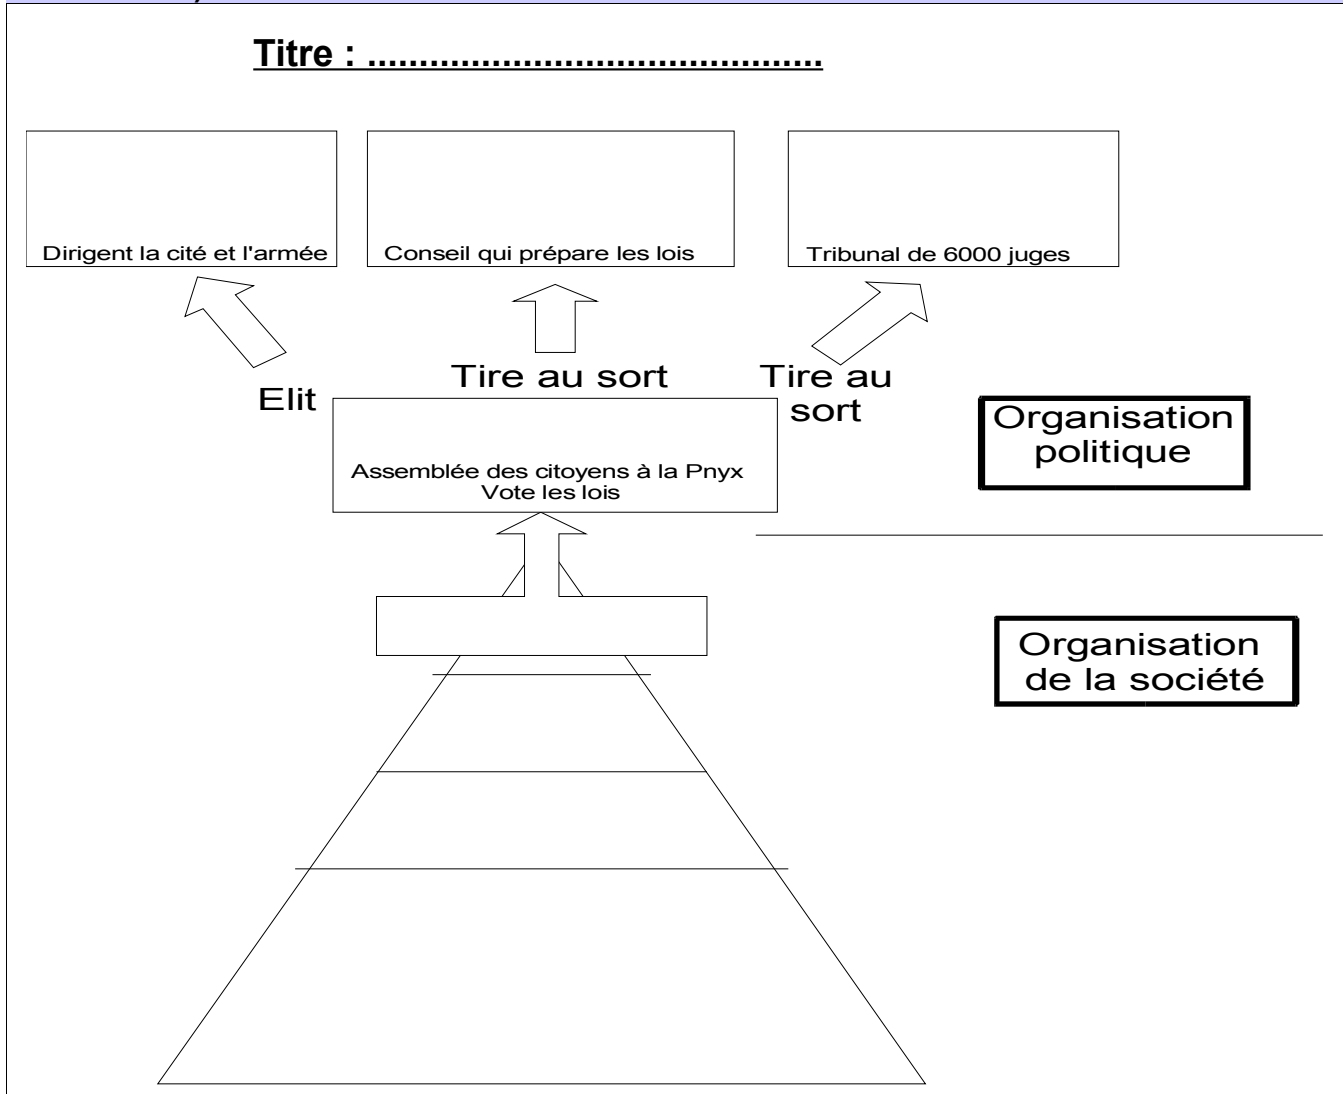 Titre : ............................................
Dirigent la cité et l'armée
Conseil qui prépare les lois
Tribunal de 6000 juges
Elit
Tire au sort
Tire au
sort
Assemblée des citoyens à la Pnyx
Vote les lois
Organisation
politique
Organisation
de la société